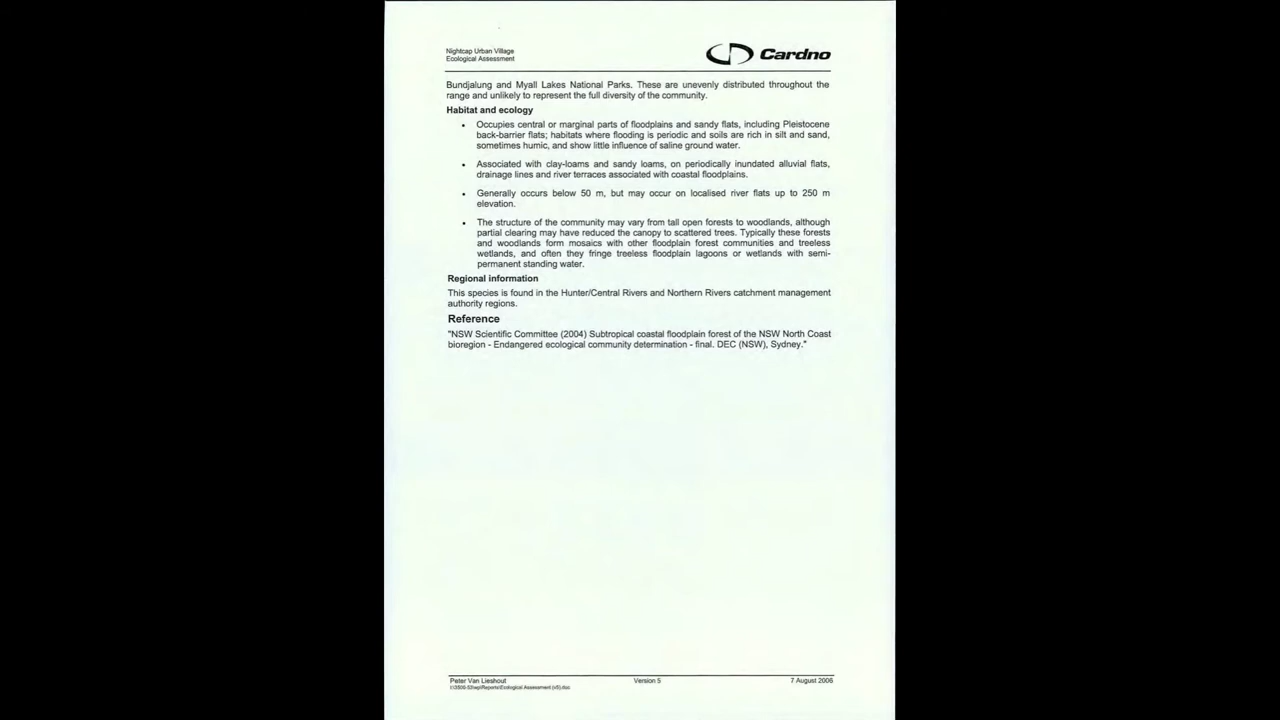 Nightcap Urban Village
Ecological Assessment
Cardno
Bundjalung and Myall Lakes National Parks. These are unevenly distributed throughout the
range and unlikely to represent the full diversity of the community.
Habitat and ecology
• Occupies central or marginal parts of floodplains and sandy flats, including Pleistocene
back-barrier flats; habitats where flooding is periodic and soils are rich in silt and sand,
sometimes humic, and show little influence of saline ground water.
• Associated with clay-loams and sandy loams, on periodically inundated alluvial flats,
drainage lines and river terraces associated with coastal floodplains.
• Generally occurs below 50 m, but may occur on localised river flats up to 250 m
elevation.
• The structure of the community may vary from tall open forests to woodlands, although
partial clearing may have reduced the canopy to scattered trees. Typically these forests
and woodlands form mosaics with other floodplain forest communities and treeless
wetlands, and often they fringe treeless floodplain lagoons or wetlands with semi-
permanent standing water.
Regional information
This species is found in the Hunter/Central Rivers and Northern Rivers catchment management
authority regions.
Reference
"NSW Scientific Committee (2004) Subtropical coastal floodplain forest of the NSW North Coast
bioregion - Endangered ecological community determination - final. DEC (NSW), Sydney."
Peter Van Lieshout Version 5 7 August 2006
Assessment (v5).doc